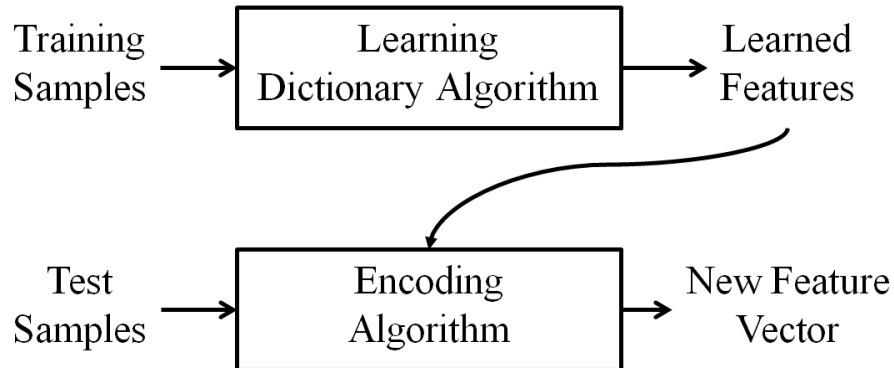 Training
Samples
Learning
Dictionary Algorithm
Learned
Features
Test
Samples
Encoding
Algorithm
New Feature
Vector